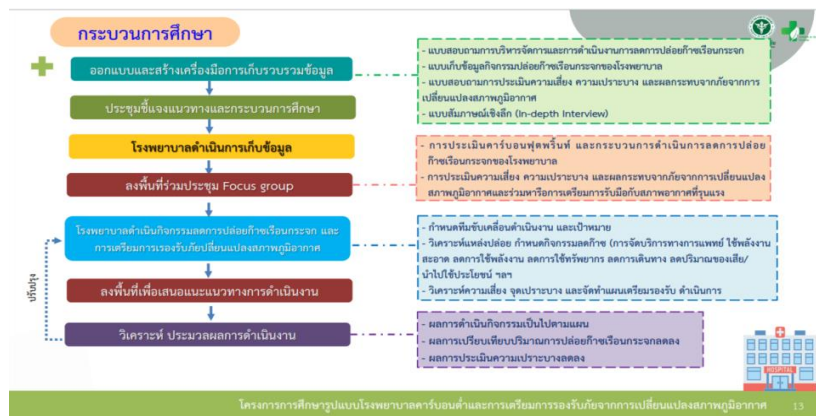 กระบวนการศึกษา
ออกแบบและสร้างเครื่องมือการเก็บรวบรวมข้อมูล
ประชุมชี้แจงแนวทางและกระบวนการศึกษา
โรงพยาบาลดำเนินการเก็บข้อมูล
ลงพื้นที่ร่วมประชุม Focus group
โรงพยาบาลดำเนินกิจกรรมลดการปล่อยก๊าซเรือนกระจก และ
การเตรียมการเรองรับภัยเปลี่ยนแปลงสภาพภูมิอากาศ
ลงพื้นที่เพื่อเสนอแนะแนวทางการดำเนินงาน
วิเคราะห์ ประมวลผลการดำเนินงาน
ปรับปรุง
- แบบสอบถามการบริหารจัดการและการดำเนินงานการลดการปล่อยก๊าซเรือนกระจก
- แบบเก็บข้อมูลกิจกรรมปล่อยก๊าซเรือนกระจกของโรงพยาบาล
- แบบสอบถามการประเมินความเสี่ยง ความเปราะบาง และผลกระทบจากภัยจากการ
เปลี่ยนแปลงสภาพภูมิอากาศ
- แบบสัมภาษณ์เชิงลึก (In-depth Interview)
- การประเมินคาร์บอนฟุตพริ้นท์ และกระบวนการดำเนินการลดการปล่อย
ก๊าซเรือนกระจกของโรงพยาบาล
- การประเมินความเสี่ยง ความเปราะบาง และผลกระทบจากภัยจากการเปลี่ยนแปลง
สภาพภูมิอากาศและร่วมหารือการเตรียมการรับมือกับสภาพอากาศที่รุนแรง
- กำหนดทีมขับเคลื่อนดำเนินงาน และเป้าหมาย
- วิเคราะห์แหล่งปล่อย กำหนดกิจกรรมลดก๊าซ (การจัดบริการทางการแพทย์ ใช้พลังงาน
สะอาด ลดการใช้พลังงาน ลดการใช้ทรัพยากร ลดการเดินทาง ลดปริมาณของเสีย/
นำไปใช้ประโยชน์ ฯลฯ
- วิเคราะห์ความเสี่ยง จุดเปราะบาง และจัดทำแผนเตรียมรองรับ ดำเนินการ
- ผลการดำเนินกิจกรรมเป็นไปตามแผน
- ผลการเปรียบเทียบปริมาณการปล่อยก๊าซเรือนกระจกลดลง
- ผลการประเมินความเปราะบางลดลง
HOSPITAL
โครงการการศึกษารูปแบบโรงพยาบาลคาร์บอนต่ำและการเตรียมการรองรับภัยจากการเปลี่ยนแปลงสภาพภูมิอากาศ 13